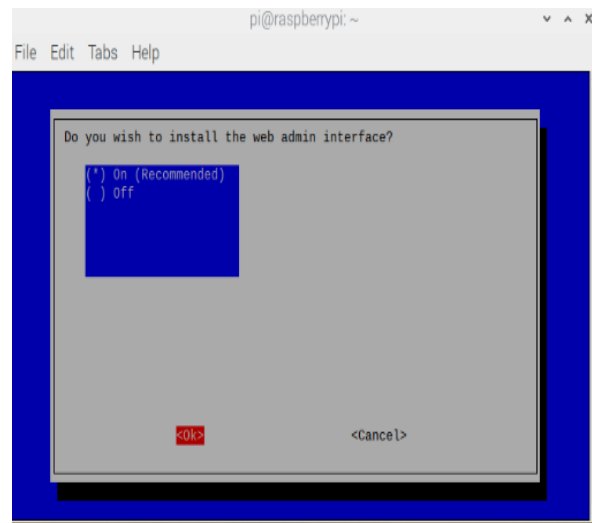 pi@raspberrypi: ~
File Edit Tabs Help
Do you wish to install the web admin interface?
(*) On (Recommended)
( ) Off
<Ok> <Cancel>